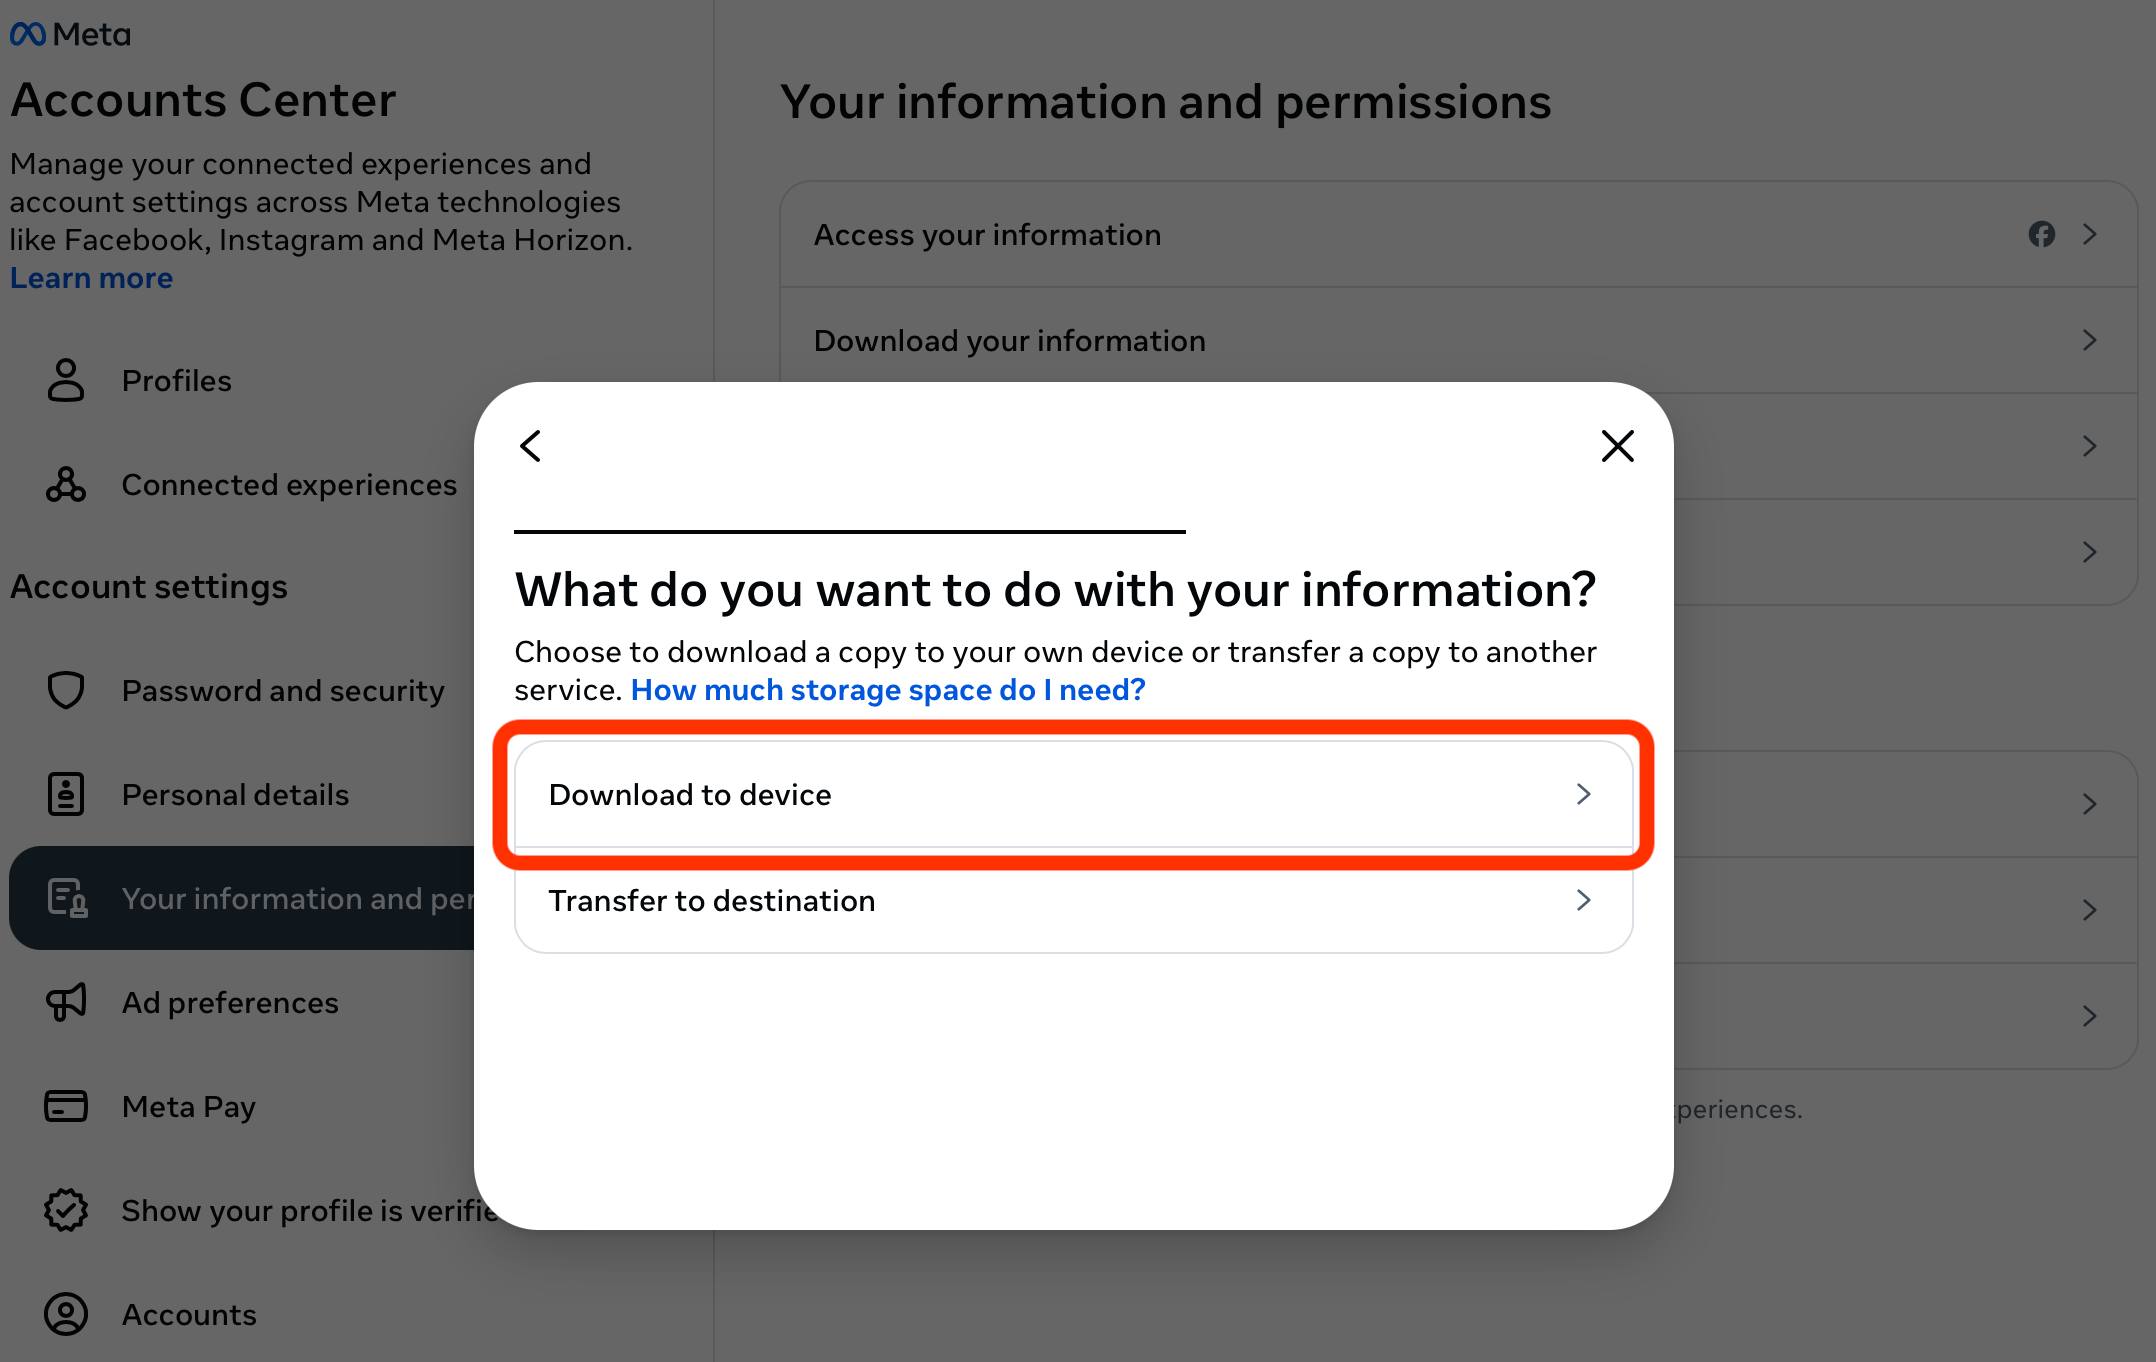 Meta
Accounts Center
Manage your connected experiences and
account settings across Meta technologies
like Facebook, Instagram and Meta Horizon.
Learn more
Profiles
Connected experiences
Account settings
Password and security
Personal details
Your information and per
Ad preferences
Meta Pay
Show your profile is verifie
Accounts
Your information and permissions
Access your information
Download your information
periences.
What do you want to do with your information?
Choose to download a copy to your own device or transfer a copy to another
service. How much storage space do I need?
Download to device
Transfer to destination